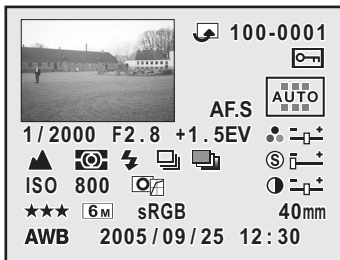 100-0001
AF.S AUTO
1/2000 F2.8 +1.5EV
S
ISO 800
★★★ 6M sRGB 40mm
AWB 2005/09/25 12:30